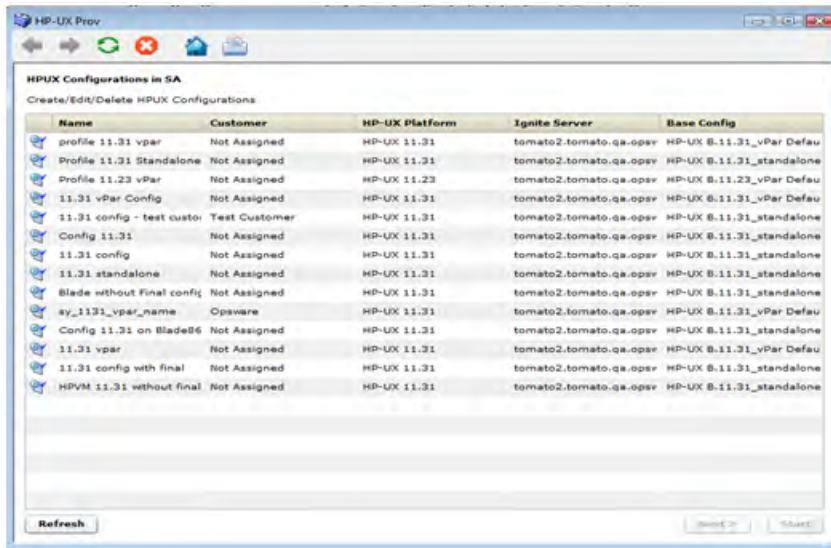 HP-UX Prov
HPUX Configurations in SA
Create/Edit/Delete HPUX Configurations
Name Customer HP-UX Platform Ignite Server Base Config
profile 11.31 vpar Not Assigned HP-UX 11.31 tomato2.tomato.qa.opsv HP-UX B.11.31_vPar Defau
Profile 11.31 Standalone Not Assigned HP-UX 11.31 tomato2.tomato.qa.opsv HP-UX B.11.31_standalone
Profile 11.23 vPar Not Assigned HP-UX 11.23 tomato2.tomato.qa.opsv HP-UX B.11.23_vPar Defau
11.31 vPar Config Not Assigned HP-UX 11.31 tomato2.tomato.qa.opsv HP-UX B.11.31_vPar Defau
11.31 config - test custor Test Customer HP-UX 11.31 tomato2.tomato.qa.opsv HP-UX B.11.31_standalone
Config 11.31 Not Assigned HP-UX 11.31 tomato2.tomato.qa.opsv HP-UX B.11.31_standalone
11.31 config Not Assigned HP-UX 11.31 tomato2.tomato.qa.opsv HP-UX B.11.31_standalone
11.31 standalone Not Assigned HP-UX 11.31 tomato2.tomato.qa.opsv HP-UX B.11.31_standalone
Blade without Final config Not Assigned HP-UX 11.31 tomato2.tomato.qa.opsv HP-UX B.11.31_standalone
sy_1131_vpar_name Opsware HP-UX 11.31 tomato2.tomato.qa.opsv HP-UX B.11.31_vPar Defau
Config 11.31 on Blade86 Not Assigned HP-UX 11.31 tomato2.tomato.qa.opsv HP-UX B.11.31_standalone
11.31 vpar Not Assigned HP-UX 11.31 tomato2.tomato.qa.opsv HP-UX B.11.31_vPar Defau
11.31 config with final Not Assigned HP-UX 11.31 tomato2.tomato.qa.opsv HP-UX B.11.31_standalone
HPVM 11.31 without final Not Assigned HP-UX 11.31 tomato2.tomato.qa.opsv HP-UX B.11.31_standalone
Refresh Next > Start